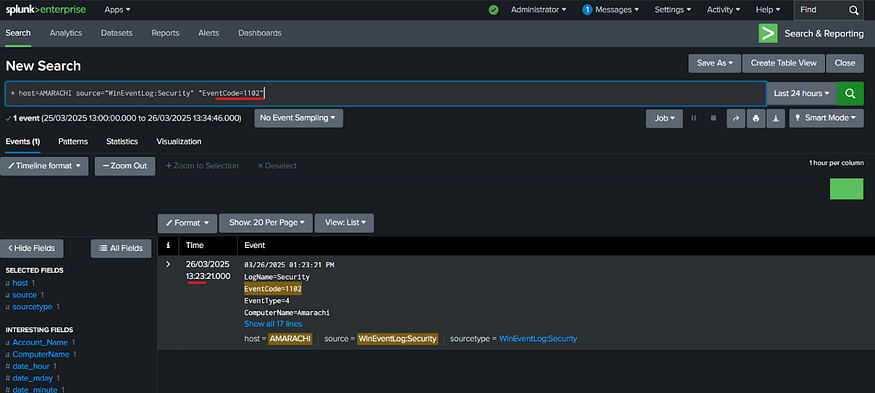 splunk>enterprise Apps Administrator 1 Messages Settings Activity Help Find
Search Analytics Datasets Reports Alerts Dashboards Search & Reporting
New Search Save As Create Table View Close
* host=AMARACHI source="WinEventLog:Security" "EventCode=1102" Last 24 hours
1 event (25/03/2025 13:00:00.000 to 26/03/2025 13:34:46.000) No Event Sampling Job Smart Mode
Events (1) Patterns Statistics Visualization
Timeline format — Zoom Out + Zoom to Selection × Deselect 1 hour per column
Format Show: 20 Per Page View: List
< Hide Fields All Fields i Time Event
SELECTED FIELDS
a host 1
a source 1
a sourcetype 1
INTERESTING FIELDS
a Account_Name 1
a ComputerName 1
# date_hour 1
# date_mday 1
# date_minute 1
> 26/03/2025
13:23:21.000
03/26/2025 01:23:21 PM
LogName=Security
EventCode=1102
EventType=4
ComputerName=Amarachi
Show all 17 lines
host = AMARACHI source = WinEventLog:Security sourcetype = WinEventLog:Security